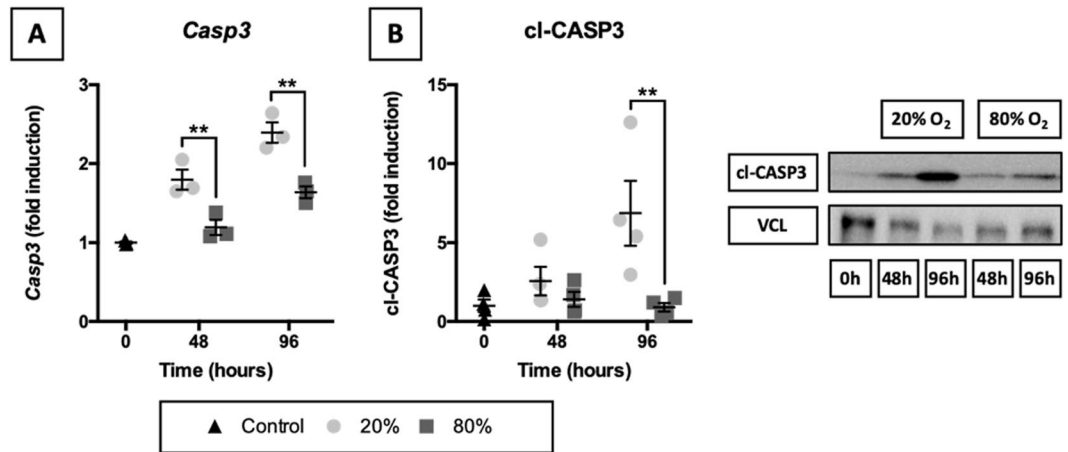 A
Casp3
Casp3 (fold induction)
3
2
1
0
**
**
0
48
96
Time (hours)
B
cl-CASP3
cl-CASP3 (fold induction)
15
10
5
0
**
0
48
96
Time (hours)
20% O₂
80% O₂
cl-CASP3
VCL
0h
48h
96h
48h
96h
Control
20%
80%